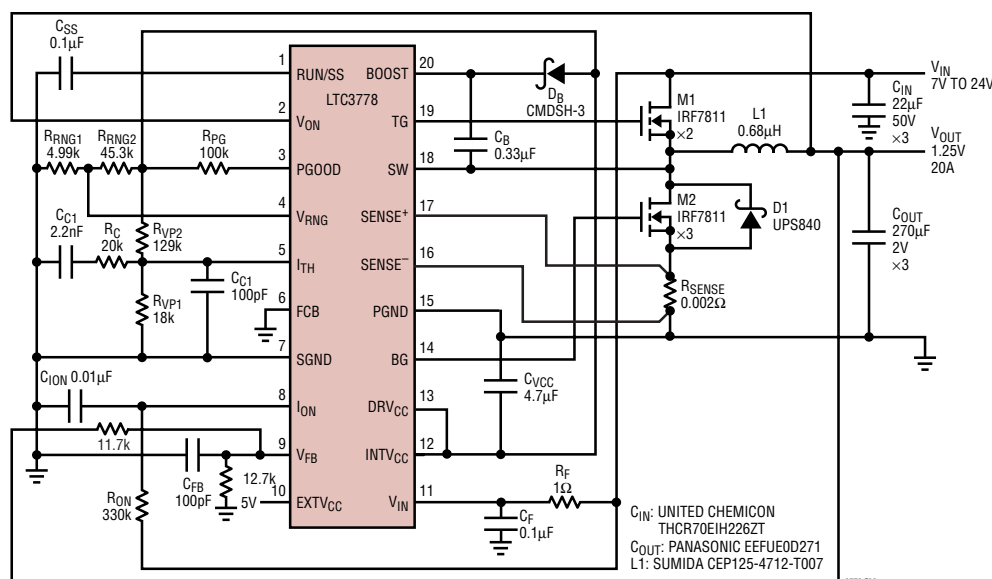 CSS
0.1µF
DB
CMDSH-3
CB
0.33µF
VIN
7V TO 24V
CIN
22µF
50V
×3
M1
IRF7811
×2
L1
0.68µH
VOUT
1.25V
20A
M2
IRF7811
×3
D1
UPS840
COUT
270µF
2V
×3
RSENSE
0.002Ω
RRNG1
4.99k
RRNG2
45.3k
RPG
100k
CC1
2.2nF
RC
20k
RVP2
129k
CC1
100pF
RVP1
18k
CION 0.01µF
11.7k
CFB
100pF
12.7k
5V
RON
330k
LTC3778
1 RUN/SS
2 VON
3 PGOOD
4 VRNG
5 ITH
6 FCB
7 SGND
8 ION
9 VFB
10 EXTVCC
BOOST 20
TG 19
SW 18
SENSE+ 17
SENSE– 16
PGND 15
BG 14
DRVCC 13
INTVCC 12
VIN 11
CVCC
4.7µF
RF
1Ω
CF
0.1µF
CIN: UNITED CHEMICON
THCR70EIH226ZT
COUT: PANASONIC EEFUE0D271
L1: SUMIDA CEP125-4712-T007